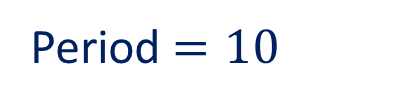 Period = 10